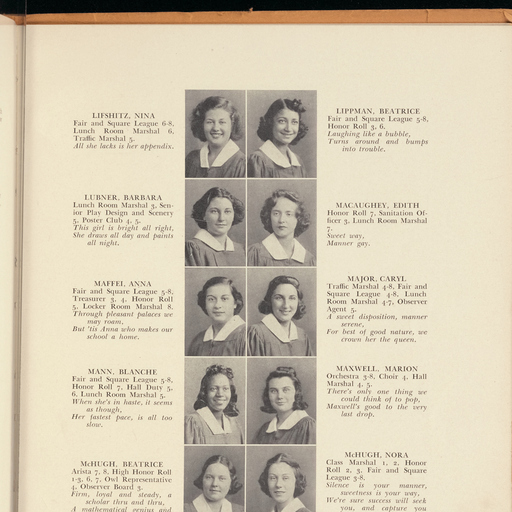 LIFSHITZ, NINA
Fair and Square League 6-8,
Lunch Room Marshal 6,
Traffic Marshal 5.
All she lacks is her appendix.
LUBNER, BARBARA
Lunch Room Marshal 3, Sen-
ior Play Design and Scenery
5, Poster Club 4, 5.
This girl is bright all right,
She draws all day and paints
all night.
MAFFEI, ANNA
Fair and Square League 5-8,
Treasurer 3, 4, Honor Roll
5, Locker Room Marshal 8.
Through pleasant palaces we
may roam,
But 'tis Anna who makes our
school a home.
MANN, BLANCHE
Fair and Square League 5-8,
Honor Roll 7, Hall Duty 5,
6, Lunch Room Marshal 5.
When she's in haste, it seems
as though,
Her fastest pace, is all too
slow.
McHUGH, BEATRICE
Arista 7, 8, High Honor Roll
1-3, 6, 7, Owl Representative
4, Observer Board 3.
Firm, loyal and steady, a
scholar thru and thru,
A mathematical genius and
LIPPMAN, BEATRICE
Fair and Square League 5-8,
Honor Roll 3, 6.
Laughing like a bubble,
Turns around and bumps
into trouble.
MACAUGHEY, EDITH
Honor Roll 7, Sanitation Of-
ficer 3, Lunch Room Marshal
7.
Sweet way,
Manner gay.
MAJOR, CARYL
Traffic Marshal 4-8, Fair and
Square League 4-8, Lunch
Room Marshal 4-7, Observer
Agent 5.
A sweet disposition, manner
serene,
For best of good nature, we
crown her the queen.
MAXWELL, MARION
Orchestra 3-8, Choir 4, Hall
Marshal 4, 5.
There's only one thing we
could think of to pop,
Maxwell's good to the very
last drop.
McHUGH, NORA
Class Marshal 1, 2, Honor
Roll 2, 3, Fair and Square
League 3-8.
Silence is your manner,
sweetness is your way,
We're sure success will seek
you, and capture you